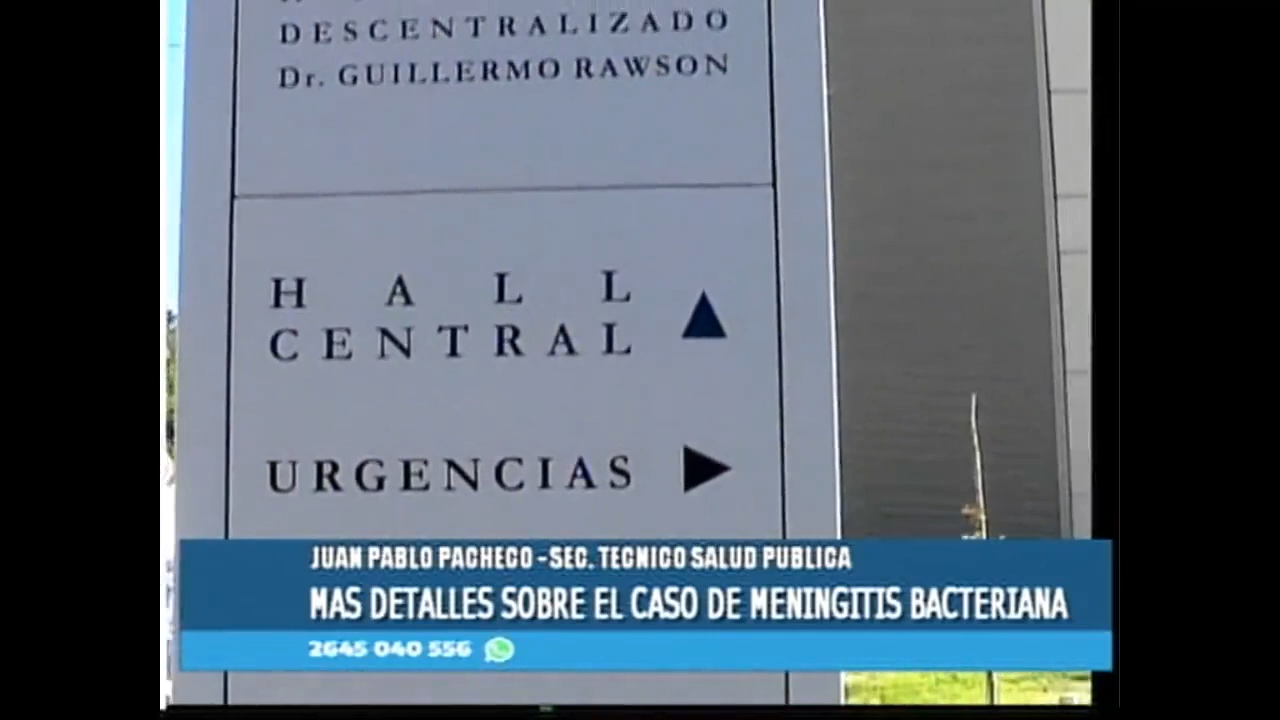 DESCENTRALIZADO
Dr. GUILLERMO RAWSON
HALL
CENTRAL
URGENCIAS
JUAN PABLO PACHECO - SEC. TECNICO SALUD PUBLICA
MAS DETALLES SOBRE EL CASO DE MENINGITIS BACTERIANA
2645 040 556